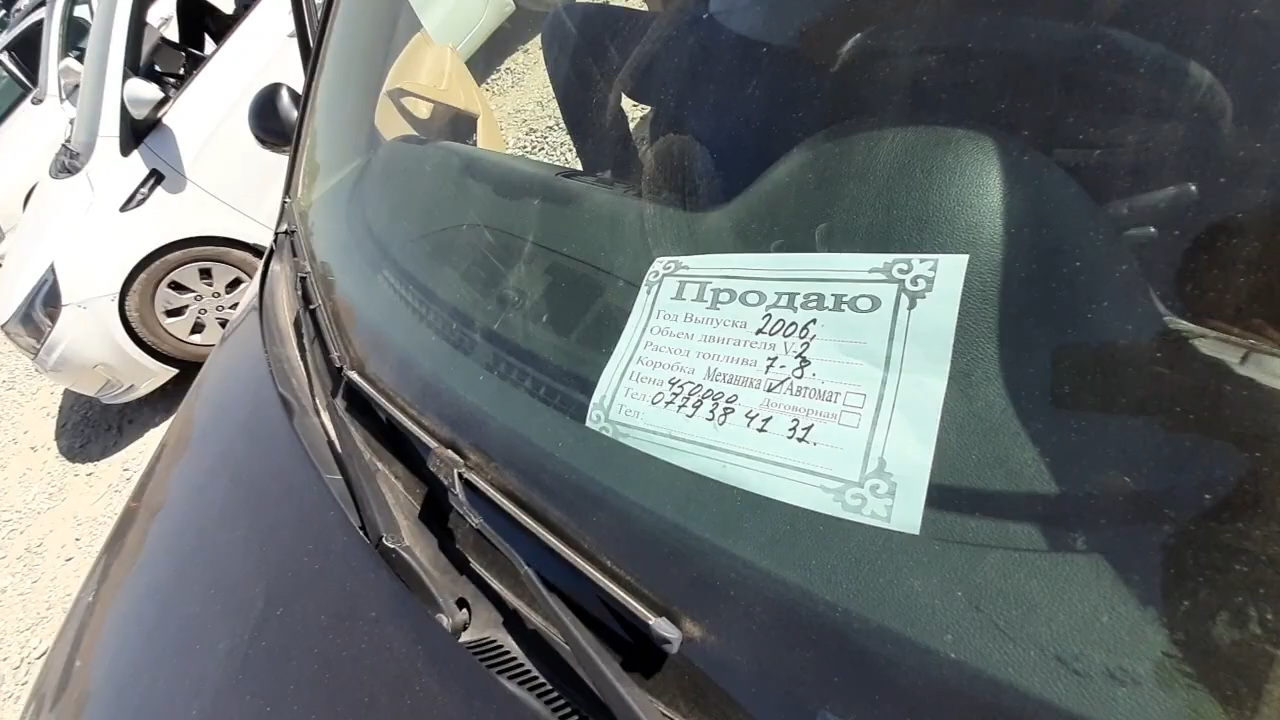 Продаю
Год Выпуска 2006.
Обьем двигателя V-2
Расход топлива 7-8.
Коробка Механика Автомат
Цена 450000. Договорная
Тел: 0779 38 41 31.
Тел: